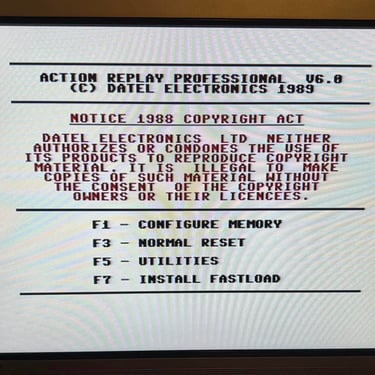 ACTION REPLAY PROFESSIONAL V6.0
(C) DATEL ELECTRONICS 1989
NOTICE 1988 COPYRIGHT ACT
DATEL ELECTRONICS LTD NEITHER
AUTHORIZES OR CONDONES THE USE OF
ITS PRODUCTS TO REPRODUCE COPYRIGHT
MATERIAL, IT IS ILLEGAL TO MAKE
COPIES OF SUCH MATERIAL WITHOUT
THE CONSENT OF THE COPYRIGHT
OWNERS OR THEIR LICENCEES.
F1 - CONFIGURE MEMORY
F3 - NORMAL RESET
F5 - UTILITIES
F7 - INSTALL FASTLOAD